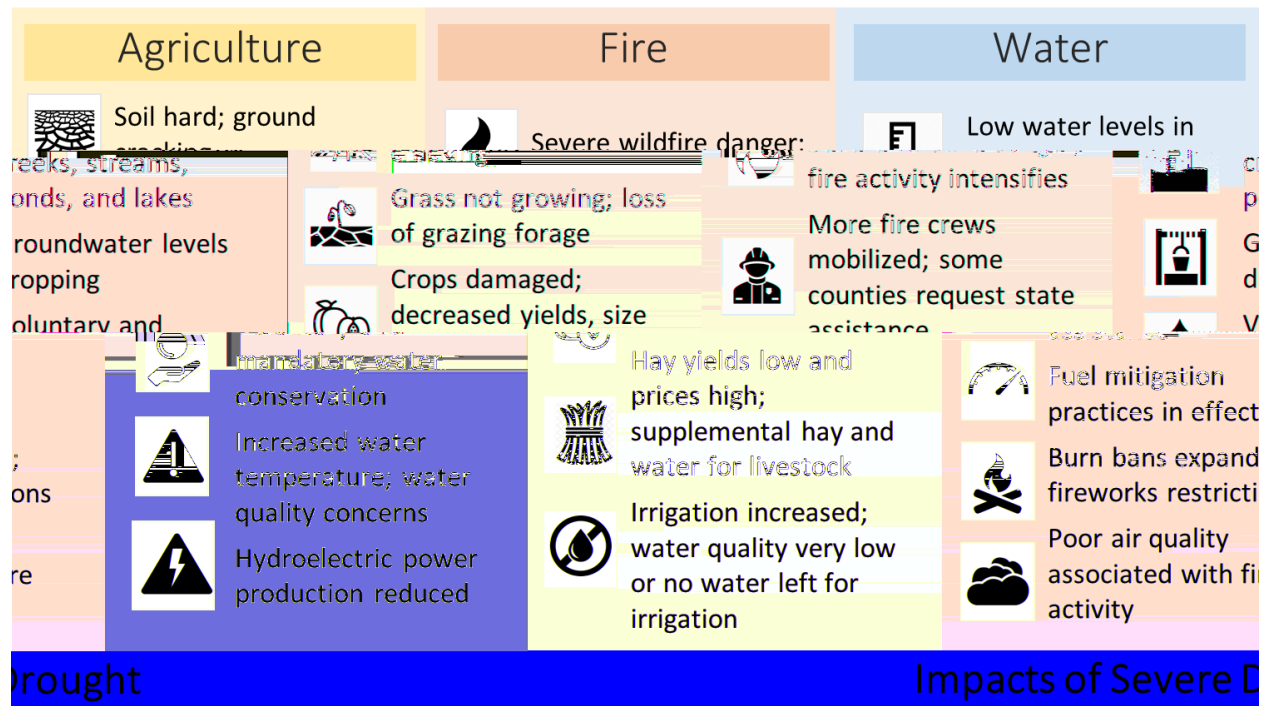 Agriculture
Soil hard; ground
Fire
Severe wildfire danger;
Water
Low water levels in
reeks, streams,
onds, and lakes
roundwater levels
ropping
oluntary and
Grass not growing; loss
of grazing forage
Crops damaged;
decreased yields, size
fire activity intensifies
More fire crews
mobilized; some
counties request state
assistance
c
p
G
d
V
;
ons
re
mandatory water
conservation
Increased water
temperature; water
quality concerns
Hydroelectric power
production reduced
Hay yields low and
prices high;
supplemental hay and
water for livestock
Irrigation increased;
water quality very low
or no water left for
irrigation
Fuel mitigation
practices in effect
Burn bans expand
fireworks restricti
Poor air quality
associated with fi
activity
Drought
Impacts of Severe D